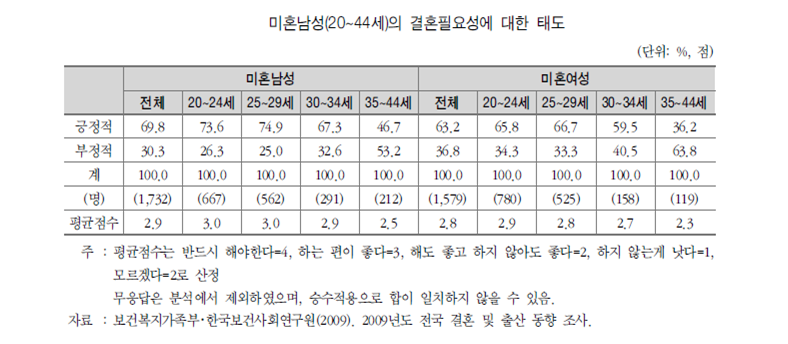 미혼남성(20~44세)의 결혼필요성에 대한 태도
(단위: %, 점)
미혼남성 미혼여성
전체 20~24세 25~29세 30~34세 35~44세 전체 20~24세 25~29세 30~34세 35~44세
긍정적 69.8 73.6 74.9 67.3 46.7 63.2 65.8 66.7 59.5 36.2
부정적 30.3 26.3 25.0 32.6 53.2 36.8 34.3 33.3 40.5 63.8
계 100.0 100.0 100.0 100.0 100.0 100.0 100.0 100.0 100.0 100.0
(명) (1,732) (667) (562) (291) (212) (1,579) (780) (525) (158) (119)
평균점수 2.9 3.0 3.0 2.9 2.5 2.8 2.9 2.8 2.7 2.3
주 : 평균점수는 반드시 해야한다=4, 하는 편이 좋다=3, 해도 좋고 하지 않아도 좋다=2, 하지 않는게 낫다=1,
모르겠다=2로 산정
무응답은 분석에서 제외하였으며, 승수적용으로 합이 일치하지 않을 수 있음.
자료 : 보건복지가족부·한국보건사회연구원(2009). 2009년도 전국 결혼 및 출산 동향 조사.